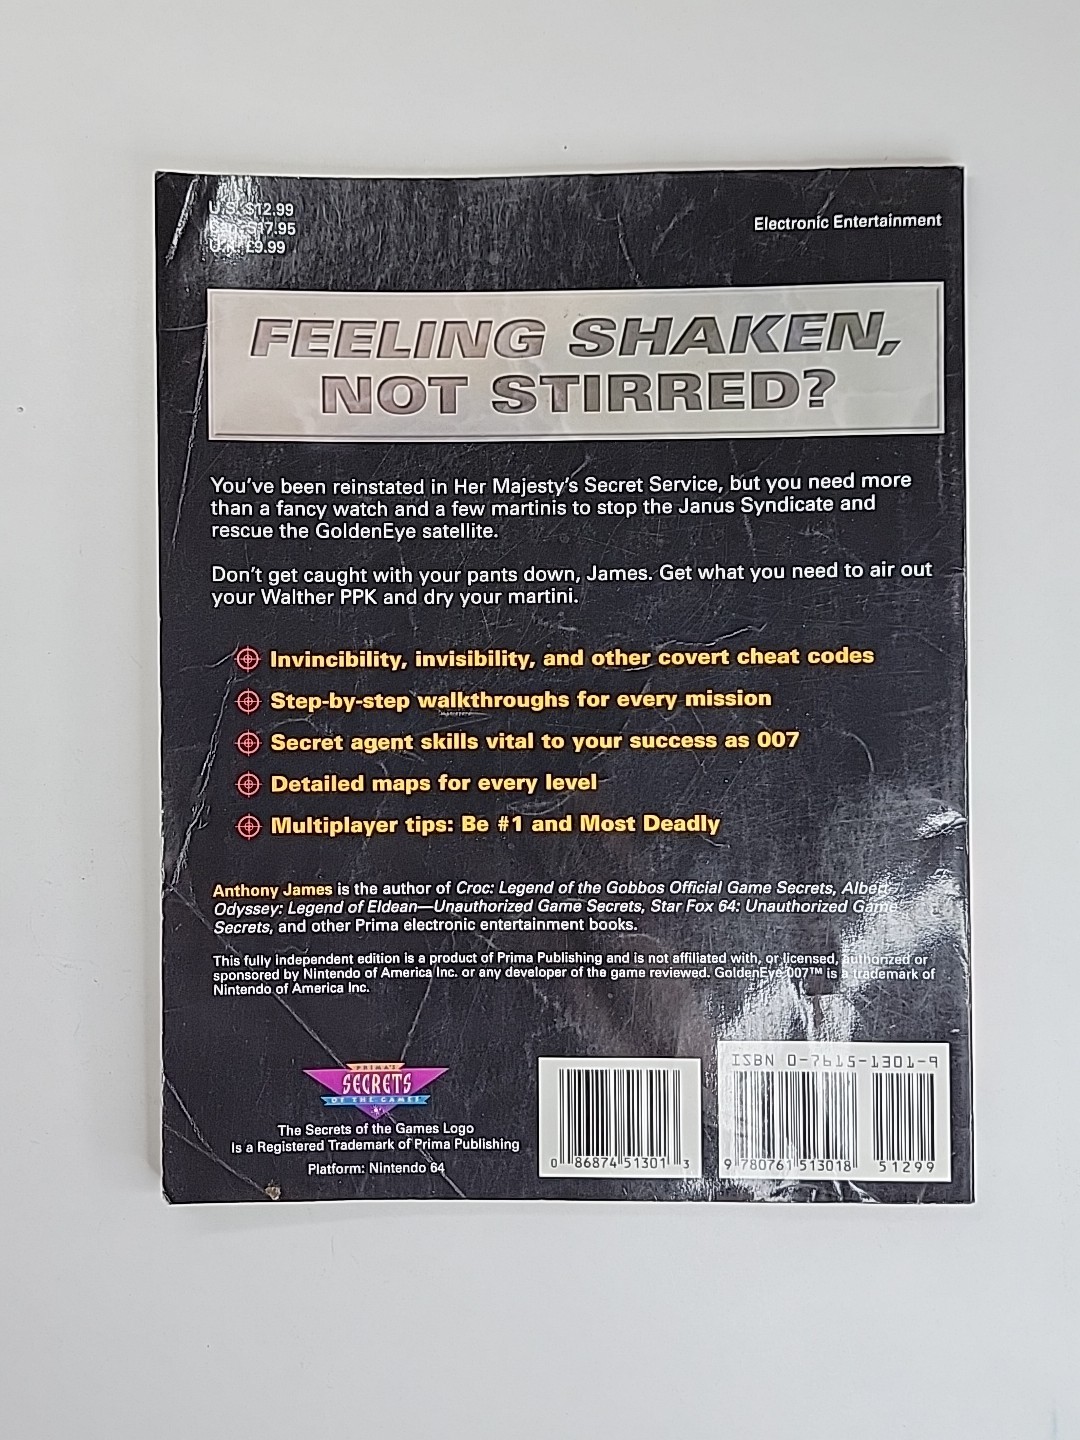 U.S. $12.99
Can. $17.95
U.K. £9.99
Electronic Entertainment
FEELING SHAKEN,
NOT STIRRED?
You've been reinstated in Her Majesty's Secret Service, but you need more
than a fancy watch and a few martinis to stop the Janus Syndicate and
rescue the GoldenEye satellite.
Don't get caught with your pants down, James. Get what you need to air out
your Walther PPK and dry your martini.
Invincibility, invisibility, and other covert cheat codes
Step-by-step walkthroughs for every mission
Secret agent skills vital to your success as 007
Detailed maps for every level
Multiplayer tips: Be #1 and Most Deadly
Anthony James is the author of Croc: Legend of the Gobbos Official Game Secrets, Albert
Odyssey: Legend of Eldean—Unauthorized Game Secrets, Star Fox 64: Unauthorized Game
Secrets, and other Prima electronic entertainment books.
This fully independent edition is a product of Prima Publishing and is not affiliated with, or licensed, authorized or
sponsored by Nintendo of America Inc. or any developer of the game reviewed. GoldenEye 007™ is a trademark of
Nintendo of America Inc.
PRIMA'S
SECRETS
OF THE GAMES
The Secrets of the Games Logo
Is a Registered Trademark of Prima Publishing
Platform: Nintendo 64
0 86874 51301 3
ISBN 0-7615-1301-9
9 780761 513018
51299